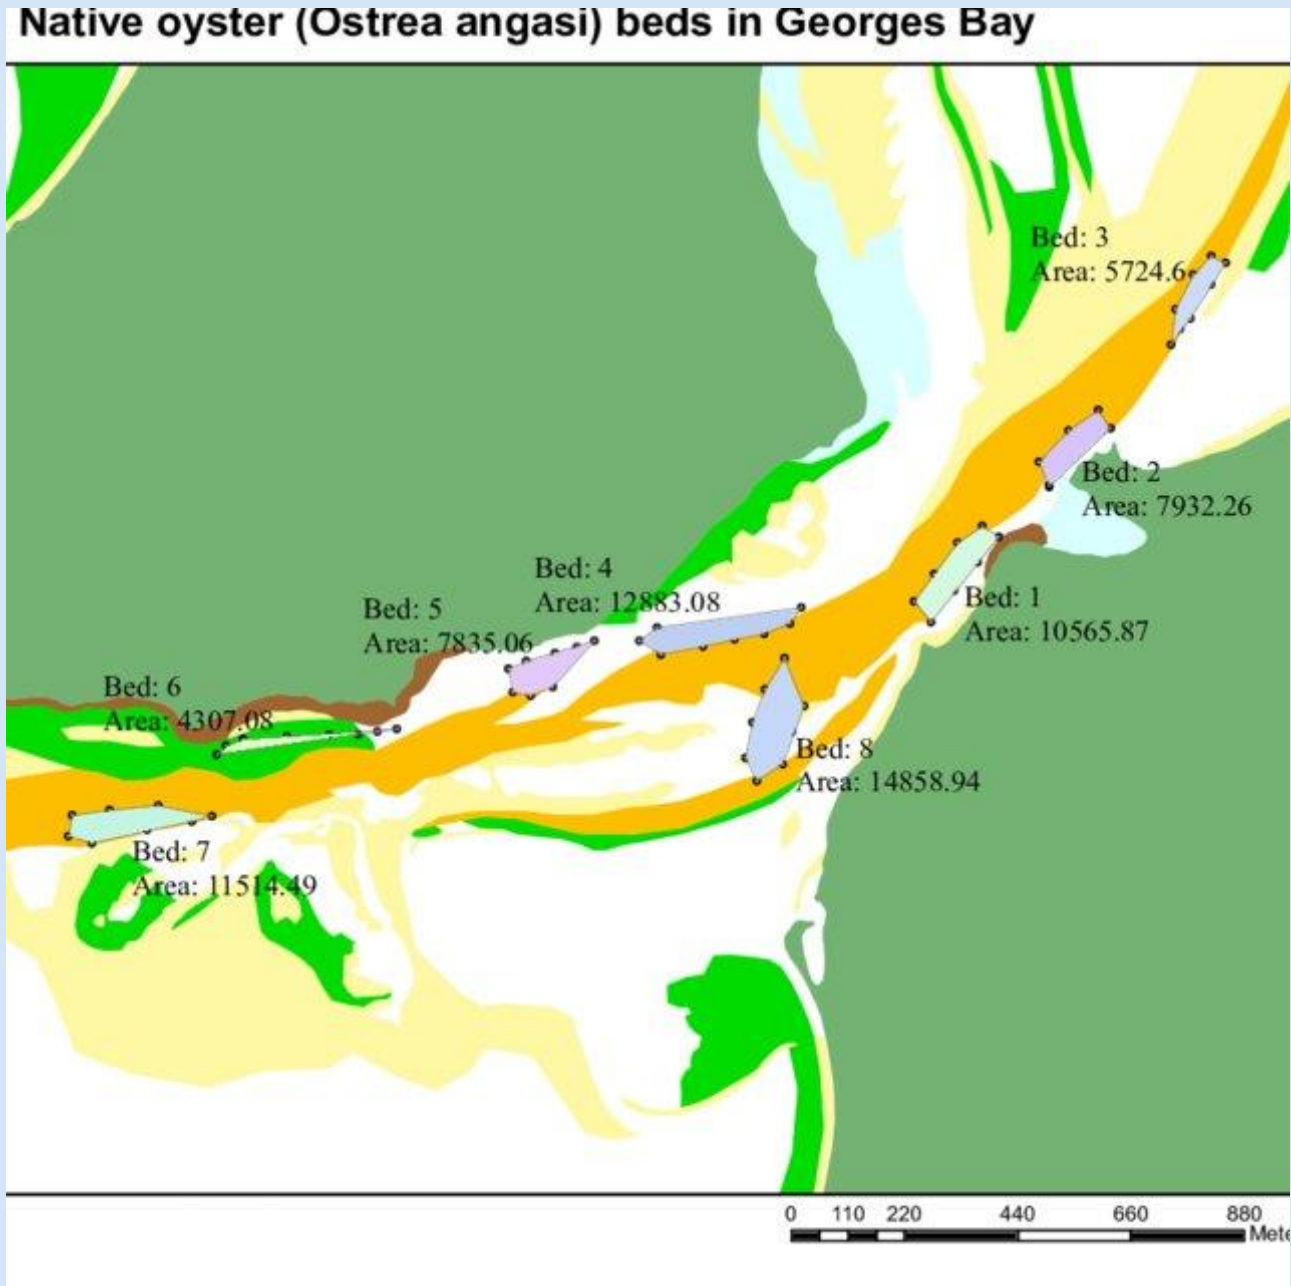 Native oyster (Ostrea angasi) beds in Georges Bay
Bed: 3
Area: 5724.6
Bed: 2
Area: 7932.26
Bed: 4
Area: 12883.08
Bed: 1
Area: 10565.87
Bed: 5
Area: 7835.06
Bed: 6
Area: 4307.08
Bed: 8
Area: 14858.94
Bed: 7
Area: 11514.49
0 110 220 440 660 880
Mete